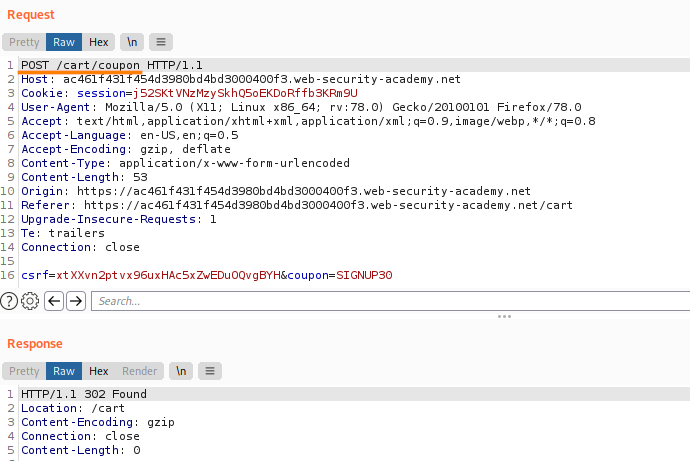 Request
Pretty Raw Hex \n ≡
1 POST /cart/coupon HTTP/1.1
2 Host: ac461f431f454d3980bd4bd3000400f3.web-security-academy.net
3 Cookie: session=j52SKtVNzMzySkhQ5oEKDoRffb3KRm9U
4 User-Agent: Mozilla/5.0 (X11; Linux x86_64; rv:78.0) Gecko/20100101 Firefox/78.0
5 Accept: text/html,application/xhtml+xml,application/xml;q=0.9,image/webp,*/*;q=0.8
6 Accept-Language: en-US,en;q=0.5
7 Accept-Encoding: gzip, deflate
8 Content-Type: application/x-www-form-urlencoded
9 Content-Length: 53
10 Origin: https://ac461f431f454d3980bd4bd3000400f3.web-security-academy.net
11 Referer: https://ac461f431f454d3980bd4bd3000400f3.web-security-academy.net/cart
12 Upgrade-Insecure-Requests: 1
13 Te: trailers
14 Connection: close
15
16 csrf=xtXXvn2ptvx96uxHAc5xZwEDuOQvgBYH&coupon=SIGNUP30
Search...
Response
Pretty Raw Hex Render \n ≡
1 HTTP/1.1 302 Found
2 Location: /cart
3 Content-Encoding: gzip
4 Connection: close
5 Content-Length: 0